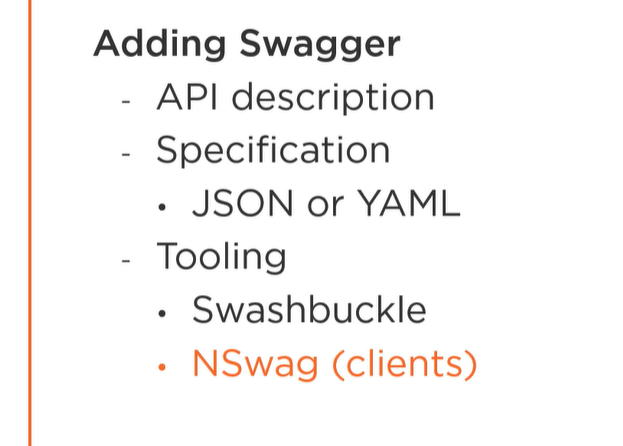 Adding Swagger
- API description
- Specification
• JSON or YAML
- Tooling
• Swashbuckle
• NSwag (clients)